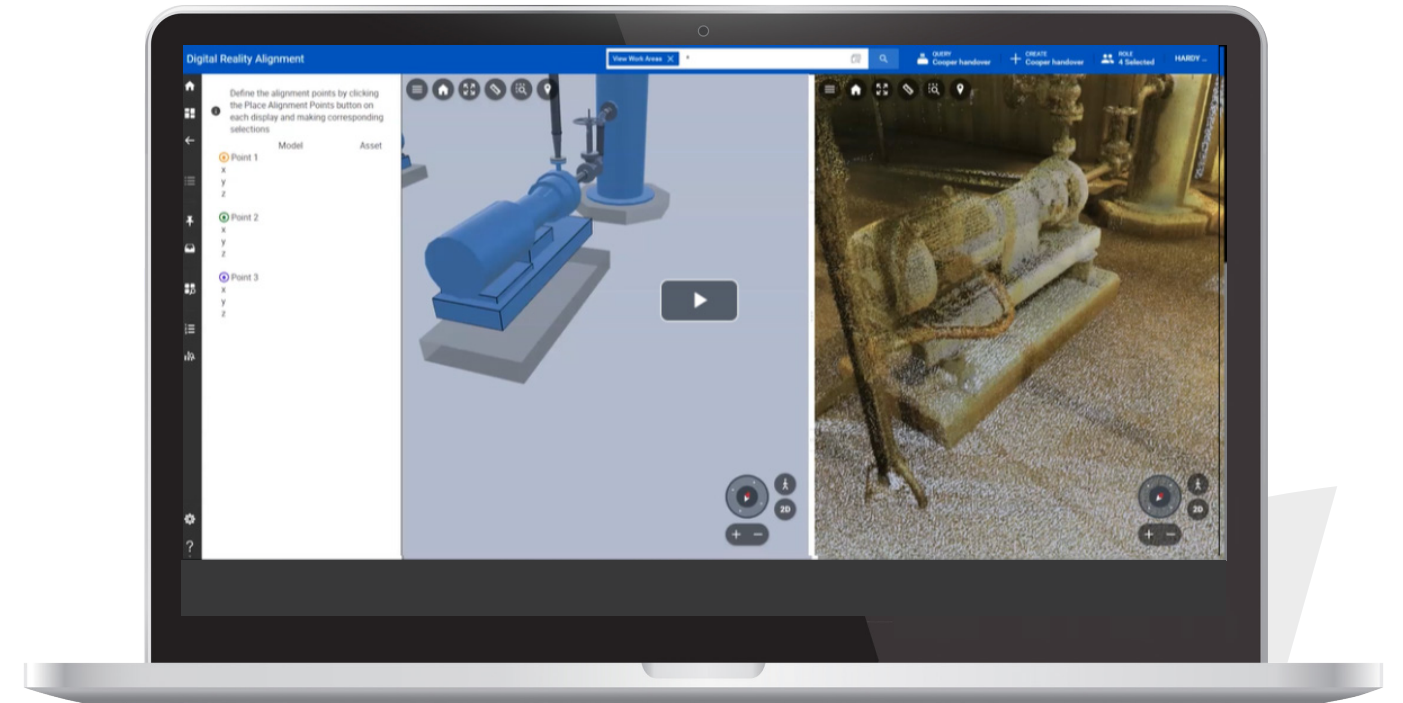 Digital Reality Alignment
View Work Areas X *
QUERY
Cooper handover
CREATE
Cooper handover
ROLE
4 Selected
HARDY ...
Define the alignment points by clicking
the Place Alignment Points button on
each display and making corresponding
selections
Model Asset
Point 1
x
y
z
Point 2
x
y
z
Point 3
x
y
z
2D
2D
?